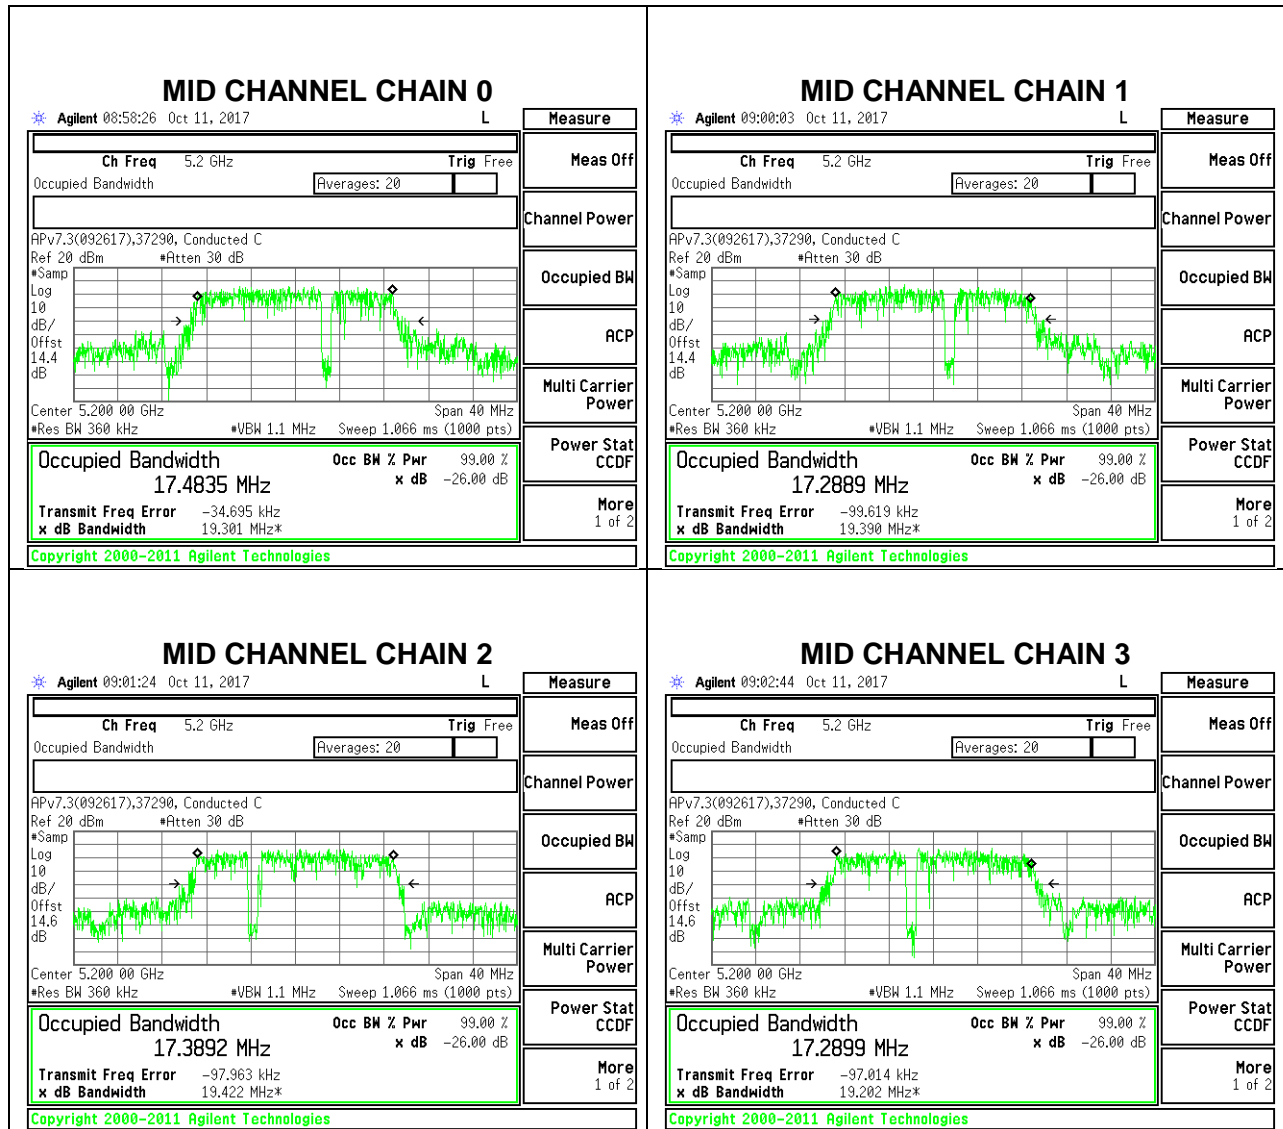 MID CHANNEL CHAIN 0
Agilent 08:58:26 Oct 11, 2017 L
Measure
Ch Freq 5.2 GHz Trig Free
Meas Off
Occupied Bandwidth Averages: 20
Channel Power
APv7.3(092617),37290, Conducted C
Ref 20 dBm #Atten 30 dB
#Samp
Log
10
dB/
Offst
14.4
dB
Occupied BW
ACP
Multi Carrier
Power
Center 5.200 00 GHz Span 40 MHz
#Res BW 360 kHz #VBW 1.1 MHz Sweep 1.066 ms (1000 pts)
Power Stat
CCDF
Occupied Bandwidth Occ BW % Pwr 99.00 %
17.4835 MHz x dB -26.00 dB
Transmit Freq Error -34.695 kHz
x dB Bandwidth 19.301 MHz*
More
1 of 2
Copyright 2000-2011 Agilent Technologies
MID CHANNEL CHAIN 1
Agilent 09:00:03 Oct 11, 2017 L
Measure
Ch Freq 5.2 GHz Trig Free
Meas Off
Occupied Bandwidth Averages: 20
Channel Power
APv7.3(092617),37290, Conducted C
Ref 20 dBm #Atten 30 dB
#Samp
Log
10
dB/
Offst
14.4
dB
Occupied BW
ACP
Multi Carrier
Power
Center 5.200 00 GHz Span 40 MHz
#Res BW 360 kHz #VBW 1.1 MHz Sweep 1.066 ms (1000 pts)
Power Stat
CCDF
Occupied Bandwidth Occ BW % Pwr 99.00 %
17.2889 MHz x dB -26.00 dB
Transmit Freq Error -99.619 kHz
x dB Bandwidth 19.390 MHz*
More
1 of 2
Copyright 2000-2011 Agilent Technologies
MID CHANNEL CHAIN 2
Agilent 09:01:24 Oct 11, 2017 L
Measure
Ch Freq 5.2 GHz Trig Free
Meas Off
Occupied Bandwidth Averages: 20
Channel Power
APv7.3(092617),37290, Conducted C
Ref 20 dBm #Atten 30 dB
#Samp
Log
10
dB/
Offst
14.6
dB
Occupied BW
ACP
Multi Carrier
Power
Center 5.200 00 GHz Span 40 MHz
#Res BW 360 kHz #VBW 1.1 MHz Sweep 1.066 ms (1000 pts)
Power Stat
CCDF
Occupied Bandwidth Occ BW % Pwr 99.00 %
17.3892 MHz x dB -26.00 dB
Transmit Freq Error -97.963 kHz
x dB Bandwidth 19.422 MHz*
More
1 of 2
Copyright 2000-2011 Agilent Technologies
MID CHANNEL CHAIN 3
Agilent 09:02:44 Oct 11, 2017 L
Measure
Ch Freq 5.2 GHz Trig Free
Meas Off
Occupied Bandwidth Averages: 20
Channel Power
APv7.3(092617),37290, Conducted C
Ref 20 dBm #Atten 30 dB
#Samp
Log
10
dB/
Offst
14.6
dB
Occupied BW
ACP
Multi Carrier
Power
Center 5.200 00 GHz Span 40 MHz
#Res BW 360 kHz #VBW 1.1 MHz Sweep 1.066 ms (1000 pts)
Power Stat
CCDF
Occupied Bandwidth Occ BW % Pwr 99.00 %
17.2899 MHz x dB -26.00 dB
Transmit Freq Error -97.014 kHz
x dB Bandwidth 19.202 MHz*
More
1 of 2
Copyright 2000-2011 Agilent Technologies